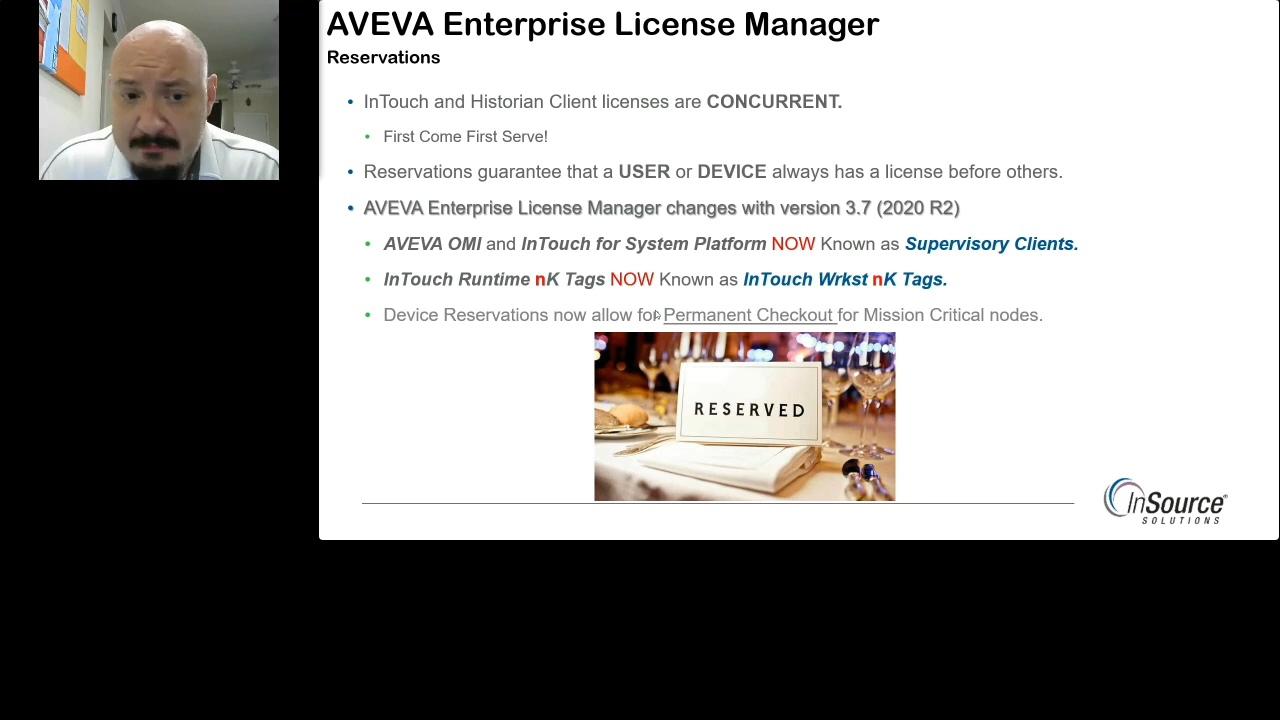 AVEVA Enterprise License Manager
Reservations
• InTouch and Historian Client licenses are CONCURRENT.
• First Come First Serve!
• Reservations guarantee that a USER or DEVICE always has a license before others.
• AVEVA Enterprise License Manager changes with version 3.7 (2020 R2)
• AVEVA OMI and InTouch for System Platform NOW Known as Supervisory Clients.
• InTouch Runtime nK Tags NOW Known as InTouch Wrkst nK Tags.
• Device Reservations now allow for Permanent Checkout for Mission Critical nodes.
RESERVED
InSource®
SOLUTIONS